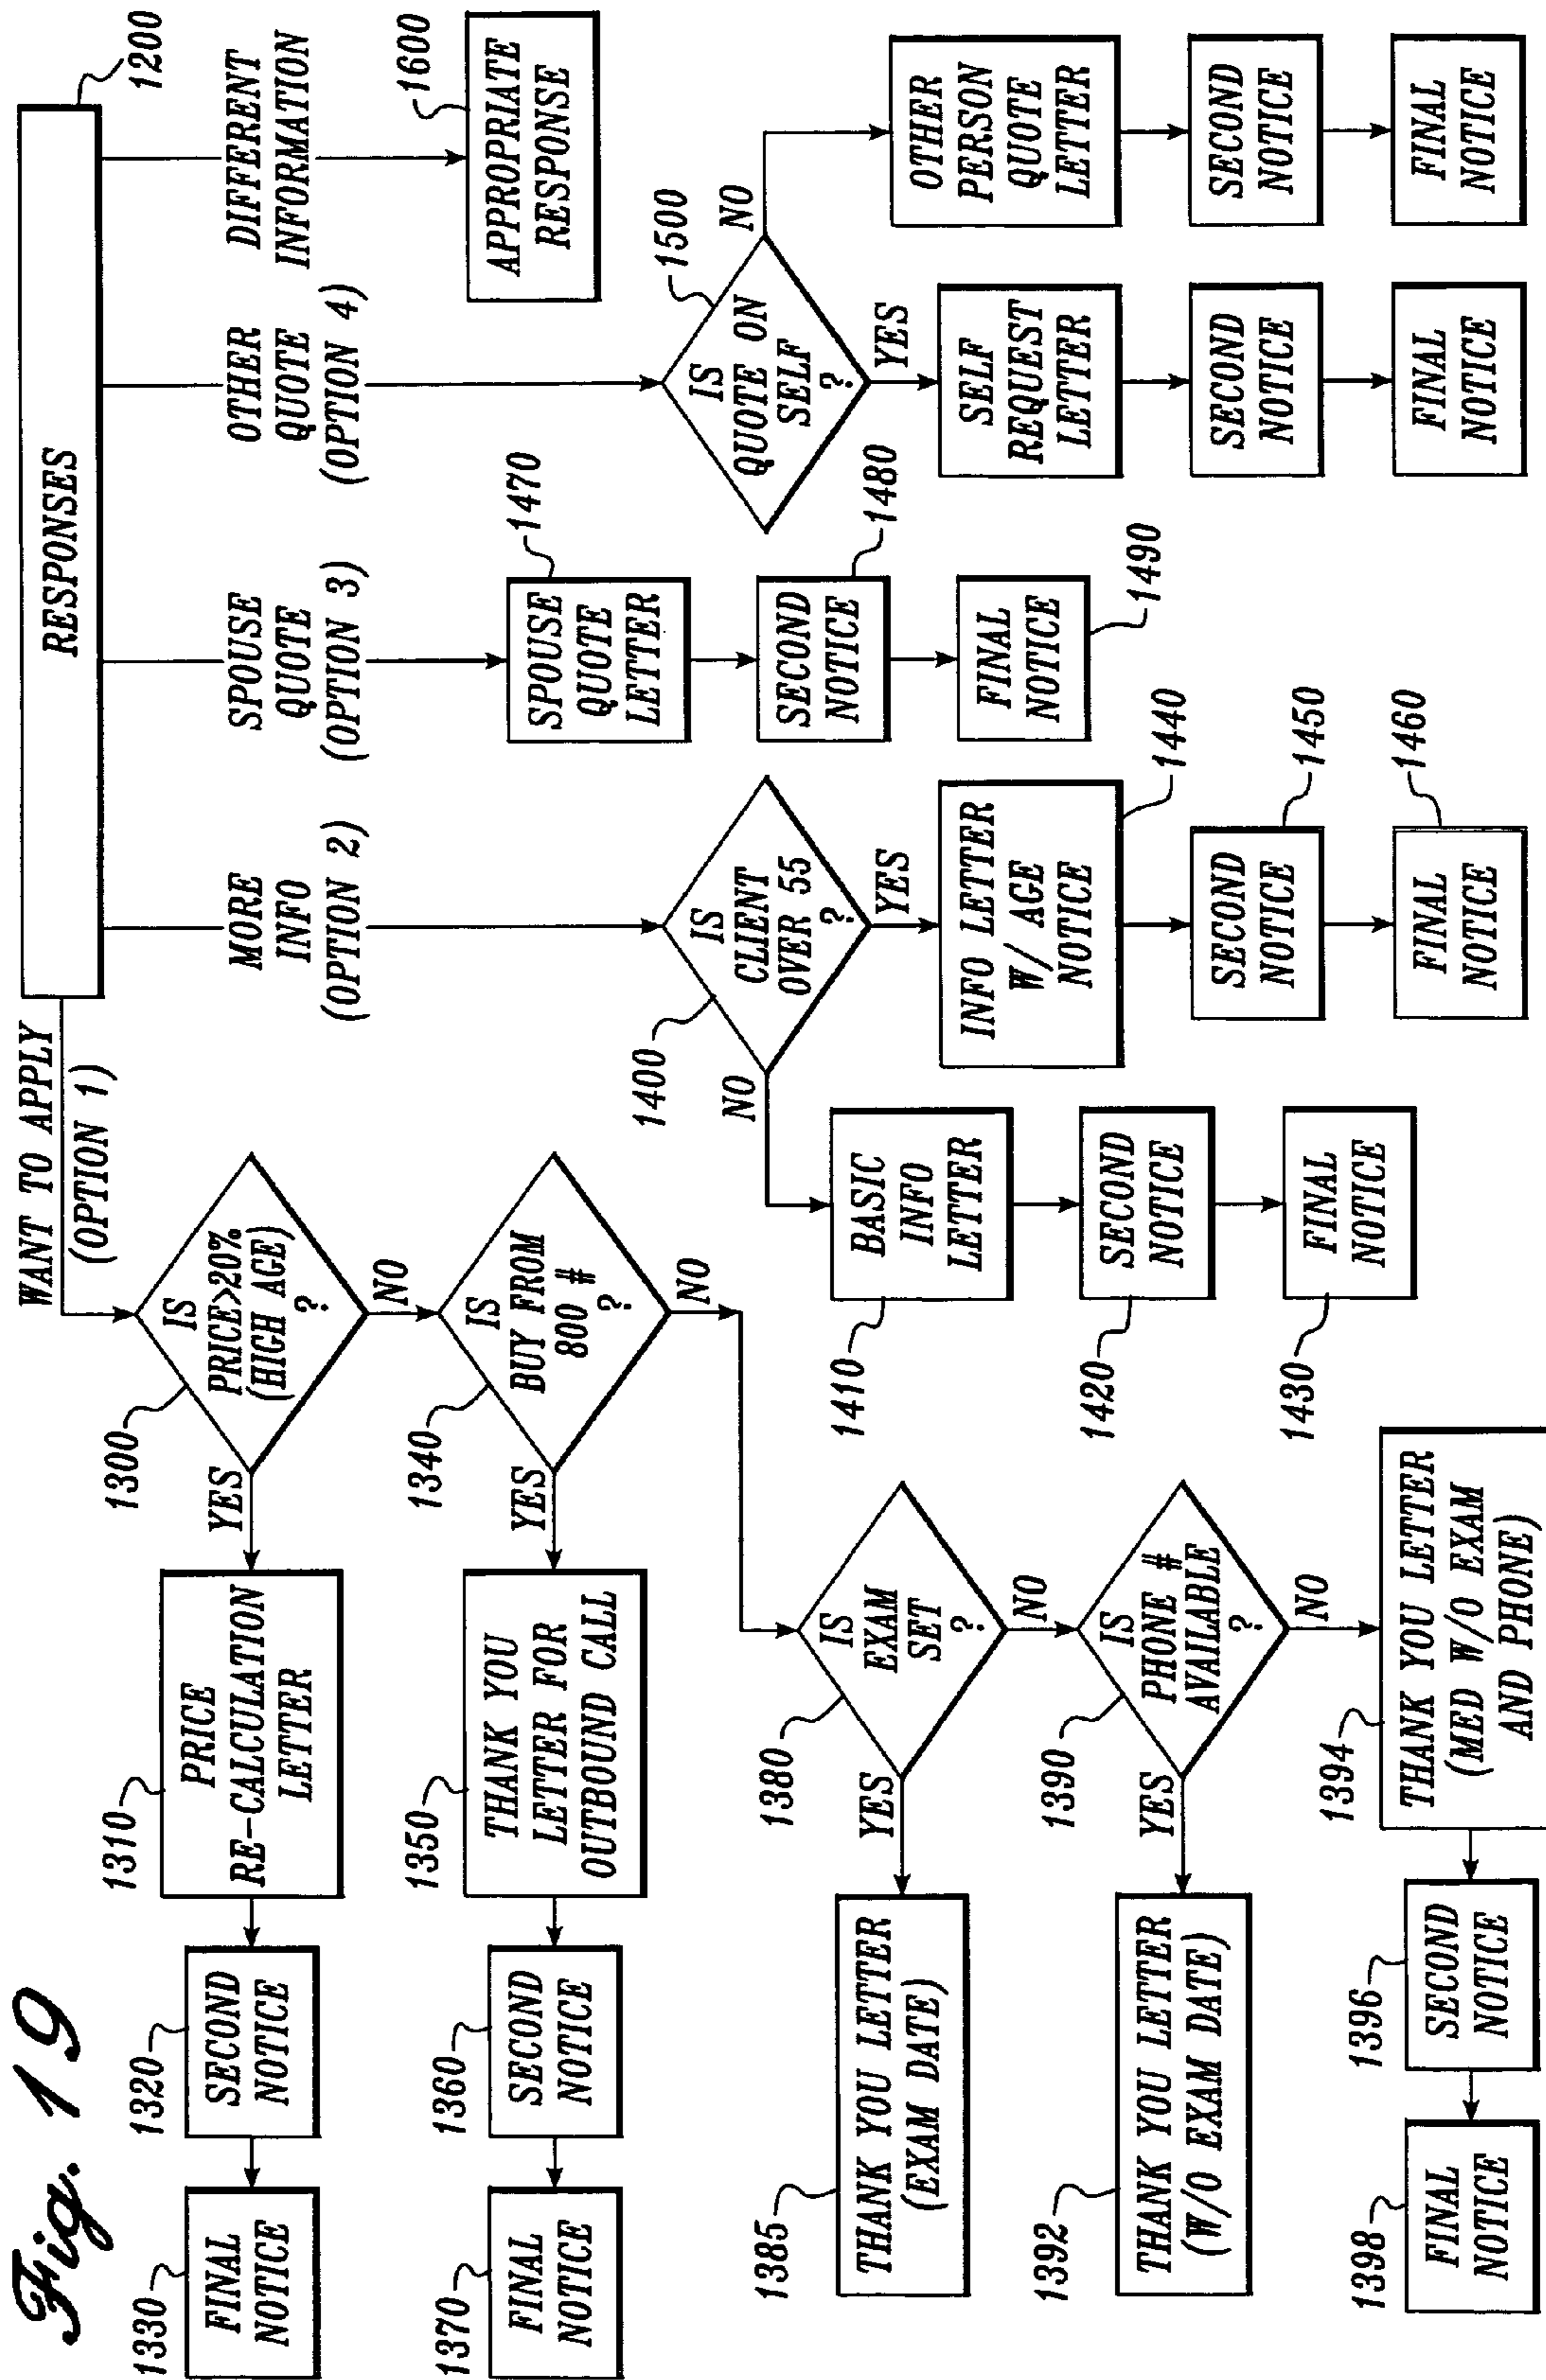 Fig. 19
RESPONSES
1200
WANT TO APPLY
(OPTION 1)
MORE
INFO
(OPTION 2)
SPOUSE
QUOTE
(OPTION 3)
OTHER
QUOTE
(OPTION 4)
DIFFERENT
INFORMATION
1300
IS
PRICE>20%
(HIGH AGE)
?
YES
NO
1310
PRICE
RE-CALCULATION
LETTER
1320
SECOND
NOTICE
1330
FINAL
NOTICE
1340
IS
BUY FROM
800 #
?
YES
NO
1350
THANK YOU
LETTER FOR
OUTBOUND CALL
1360
SECOND
NOTICE
1370
FINAL
NOTICE
1380
IS
EXAM
SET
?
YES
NO
1385
THANK YOU LETTER
(EXAM DATE)
1390
IS
PHONE #
AVAILABLE
?
YES
NO
1392
THANK YOU LETTER
(W/O EXAM DATE)
1394
THANK YOU LETTER
(MED W/O EXAM
AND PHONE)
1396
SECOND
NOTICE
1398
FINAL
NOTICE
1400
IS
CLIENT
OVER 55
?
NO
YES
1410
BASIC
INFO
LETTER
1420
SECOND
NOTICE
1430
FINAL
NOTICE
1440
INFO LETTER
W/ AGE
NOTICE
1450
SECOND
NOTICE
1460
FINAL
NOTICE
1470
SPOUSE
QUOTE
LETTER
1480
SECOND
NOTICE
1490
FINAL
NOTICE
1500
IS
QUOTE ON
SELF
?
YES
NO
SELF
REQUEST
LETTER
SECOND
NOTICE
FINAL
NOTICE
OTHER
PERSON
QUOTE
LETTER
SECOND
NOTICE
FINAL
NOTICE
1600
APPROPRIATE
RESPONSE